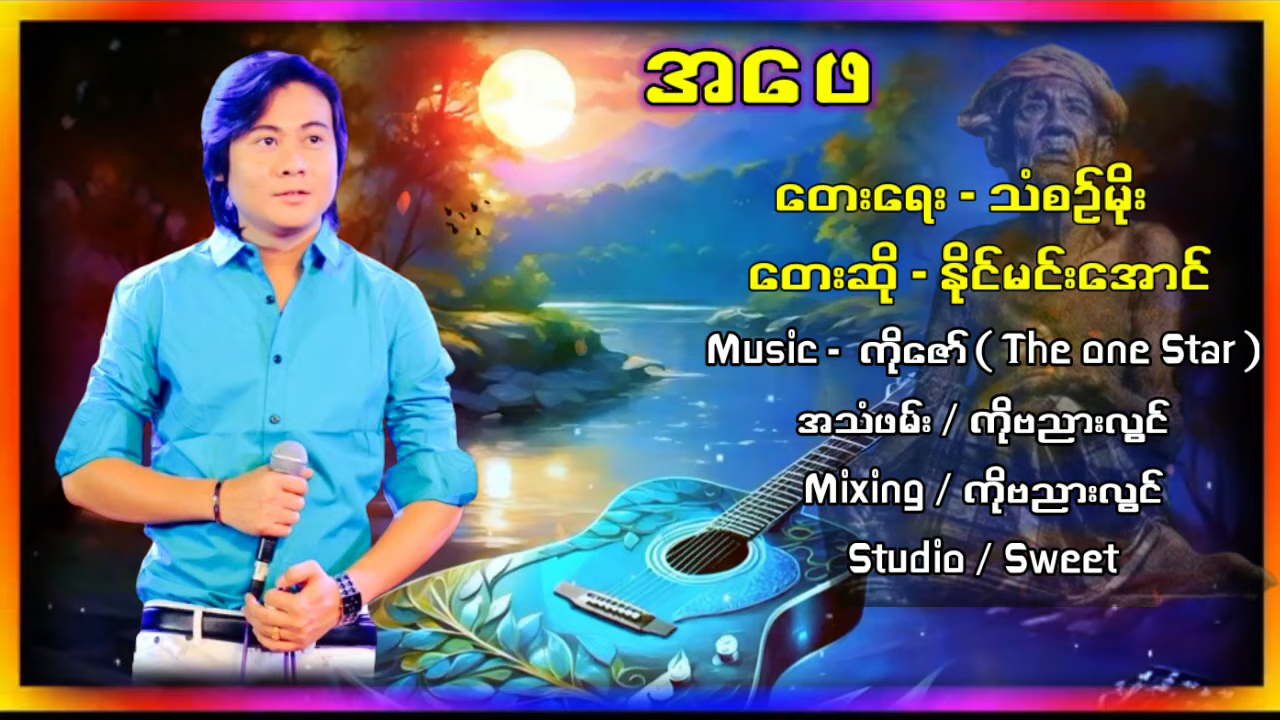 အဖေ
တေးရေး - သံစဉ်မိုး
တေးဆို - နိုင်မင်းအောင်
Music - ကိုဇော် ( The one Star )
အသံဖမ်း / ကိုဗညားလွင်
Mixing / ကိုဗညားလွင်
Studio / Sweet